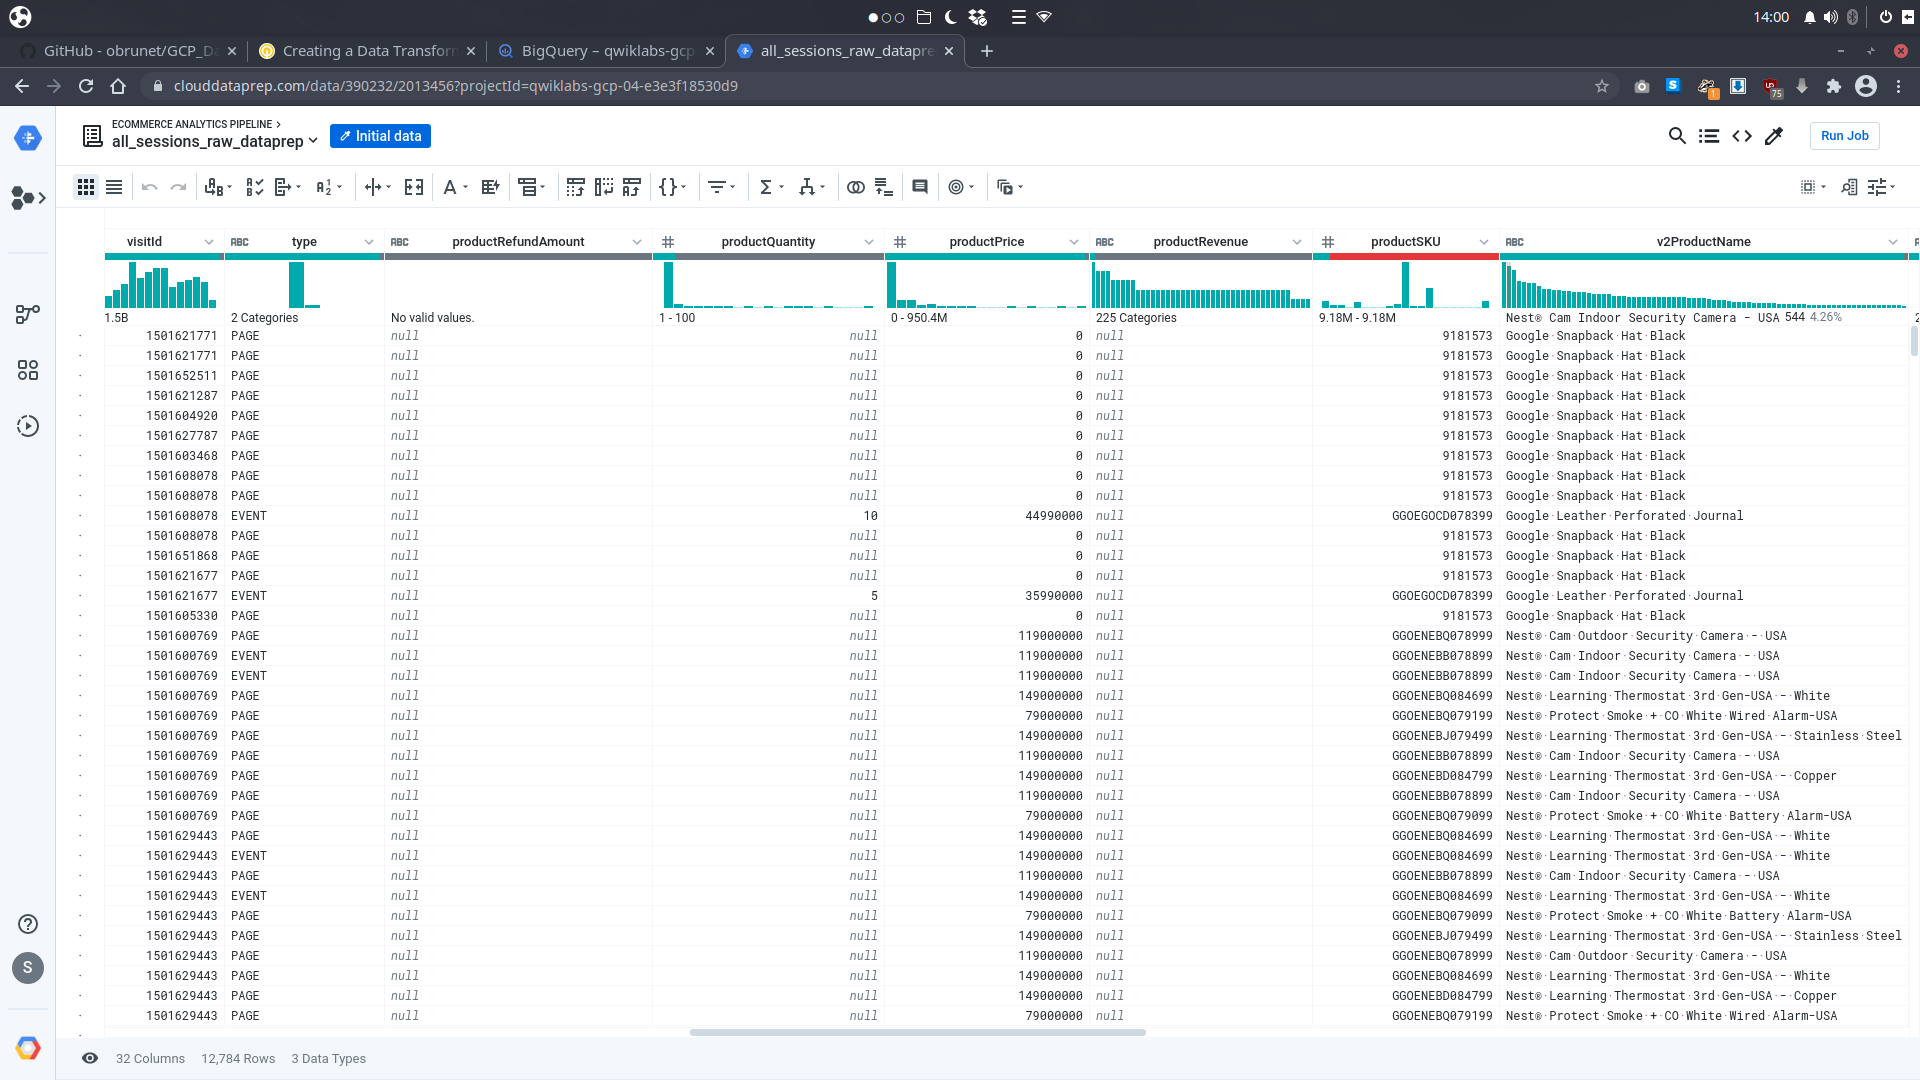 14:00
GitHub - obrunet/GCP_Da
Creating a Data Transform
BigQuery – qwiklabs-gcp
all_sessions_raw_datapre
clouddataprep.com/data/390232/2013456?projectId=qwiklabs-gcp-04-e3e3f18530d9
1
75
ECOMMERCE ANALYTICS PIPELINE
all_sessions_raw_dataprep
Initial data
Run Job
visitId ABC type ABC productRefundAmount # productQuantity # productPrice ABC productRevenue # productSKU ABC v2ProductName
1.5B 2 Categories No valid values. 1 - 100 0 - 950.4M 225 Categories 9.18M - 9.18M Nest® Cam Indoor Security Camera - USA 544 4.26%
1501621771 PAGE null null 0 null 9181573 Google Snapback Hat Black
1501621771 PAGE null null 0 null 9181573 Google Snapback Hat Black
1501652511 PAGE null null 0 null 9181573 Google Snapback Hat Black
1501621287 PAGE null null 0 null 9181573 Google Snapback Hat Black
1501604920 PAGE null null 0 null 9181573 Google Snapback Hat Black
1501627787 PAGE null null 0 null 9181573 Google Snapback Hat Black
1501603468 PAGE null null 0 null 9181573 Google Snapback Hat Black
1501608078 PAGE null null 0 null 9181573 Google Snapback Hat Black
1501608078 PAGE null null 0 null 9181573 Google Snapback Hat Black
1501608078 EVENT null 10 44990000 null GGOEGOCD078399 Google Leather Perforated Journal
1501608078 PAGE null null 0 null 9181573 Google Snapback Hat Black
1501651868 PAGE null null 0 null 9181573 Google Snapback Hat Black
1501621677 PAGE null null 0 null 9181573 Google Snapback Hat Black
1501621677 EVENT null 5 35990000 null GGOEGOCD078399 Google Leather Perforated Journal
1501605330 PAGE null null 0 null 9181573 Google Snapback Hat Black
1501600769 PAGE null null 119000000 null GGOENEBQ078999 Nest® Cam Outdoor Security Camera - USA
1501600769 EVENT null null 119000000 null GGOENEBB078899 Nest® Cam Indoor Security Camera - USA
1501600769 EVENT null null 119000000 null GGOENEBB078899 Nest® Cam Indoor Security Camera - USA
1501600769 PAGE null null 149000000 null GGOENEBQ084699 Nest® Learning Thermostat 3rd Gen-USA - White
1501600769 PAGE null null 79000000 null GGOENEBQ079199 Nest® Protect Smoke + CO White Wired Alarm-USA
1501600769 PAGE null null 149000000 null GGOENEBJ079499 Nest® Learning Thermostat 3rd Gen-USA - Stainless Steel
1501600769 PAGE null null 119000000 null GGOENEBB078899 Nest® Cam Indoor Security Camera - USA
1501600769 PAGE null null 149000000 null GGOENEBD084799 Nest® Learning Thermostat 3rd Gen-USA - Copper
1501600769 PAGE null null 119000000 null GGOENEBB078899 Nest® Cam Indoor Security Camera - USA
1501600769 PAGE null null 79000000 null GGOENEBQ079099 Nest® Protect Smoke + CO White Battery Alarm-USA
1501629443 PAGE null null 149000000 null GGOENEBQ084699 Nest® Learning Thermostat 3rd Gen-USA - White
1501629443 EVENT null null 149000000 null GGOENEBQ084699 Nest® Learning Thermostat 3rd Gen-USA - White
1501629443 PAGE null null 119000000 null GGOENEBB078899 Nest® Cam Indoor Security Camera - USA
1501629443 EVENT null null 149000000 null GGOENEBQ084699 Nest® Learning Thermostat 3rd Gen-USA - White
1501629443 PAGE null null 79000000 null GGOENEBQ079099 Nest® Protect Smoke + CO White Battery Alarm-USA
1501629443 PAGE null null 149000000 null GGOENEBJ079499 Nest® Learning Thermostat 3rd Gen-USA - Stainless Steel
1501629443 PAGE null null 119000000 null GGOENEBQ078999 Nest® Cam Outdoor Security Camera - USA
1501629443 PAGE null null 149000000 null GGOENEBQ084699 Nest® Learning Thermostat 3rd Gen-USA - White
1501629443 PAGE null null 149000000 null GGOENEBD084799 Nest® Learning Thermostat 3rd Gen-USA - Copper
1501629443 PAGE null null 79000000 null GGOENEBQ079199 Nest® Protect Smoke + CO White Wired Alarm-USA
S
32 Columns 12,784 Rows 3 Data Types